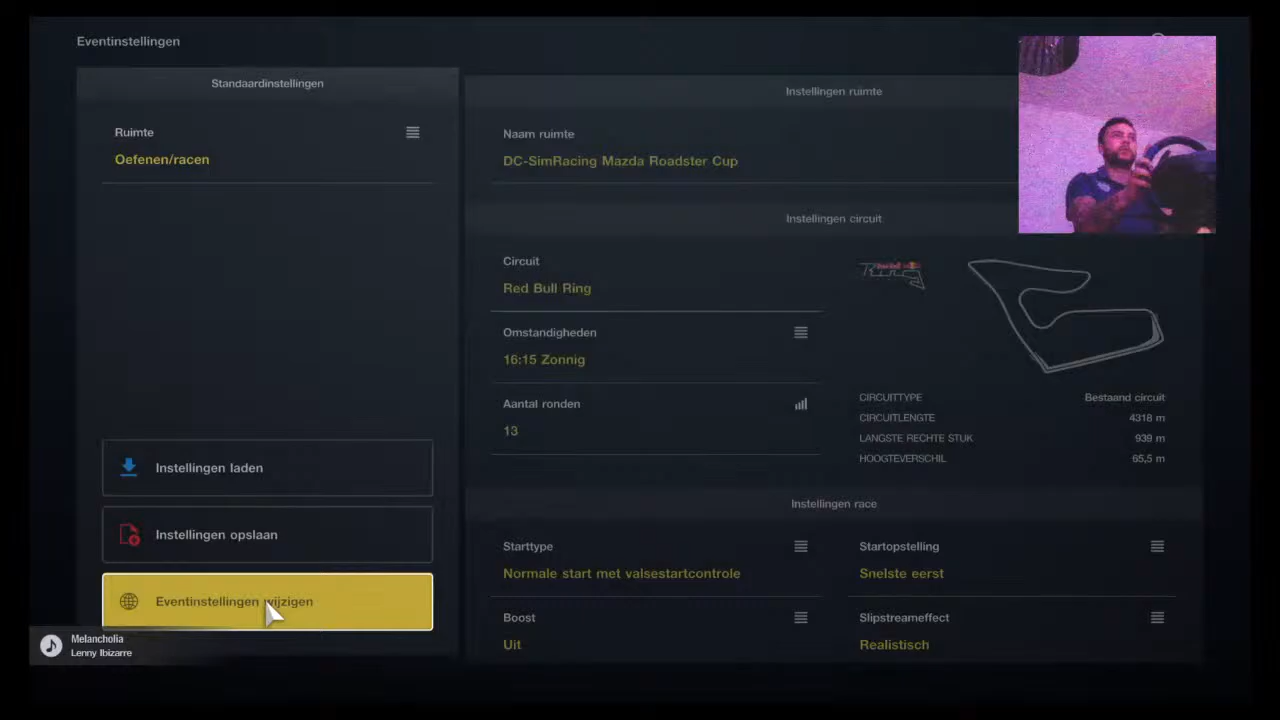 Eventinstellingen
Standaardinstellingen
Ruimte
Oefenen/racen
Instellingen laden
Instellingen opslaan
Eventinstellingen wijzigen
Melancholia
Lenny Ibizarre
Instellingen ruimte
Naam ruimte
DC-SimRacing Mazda Roadster Cup
Instellingen circuit
Circuit
Red Bull Ring
Omstandigheden
16:15 Zonnig
Aantal ronden
13
CIRCUITTYPE Bestaand circuit
CIRCUITLENGTE 4318 m
LANGSTE RECHTE STUK 939 m
HOOGTEVERSCHIL 65,5 m
Instellingen race
Starttype
Normale start met valsestartcontrole
Startopstelling
Snelste eerst
Boost
Uit
Slipstreameffect
Realistisch